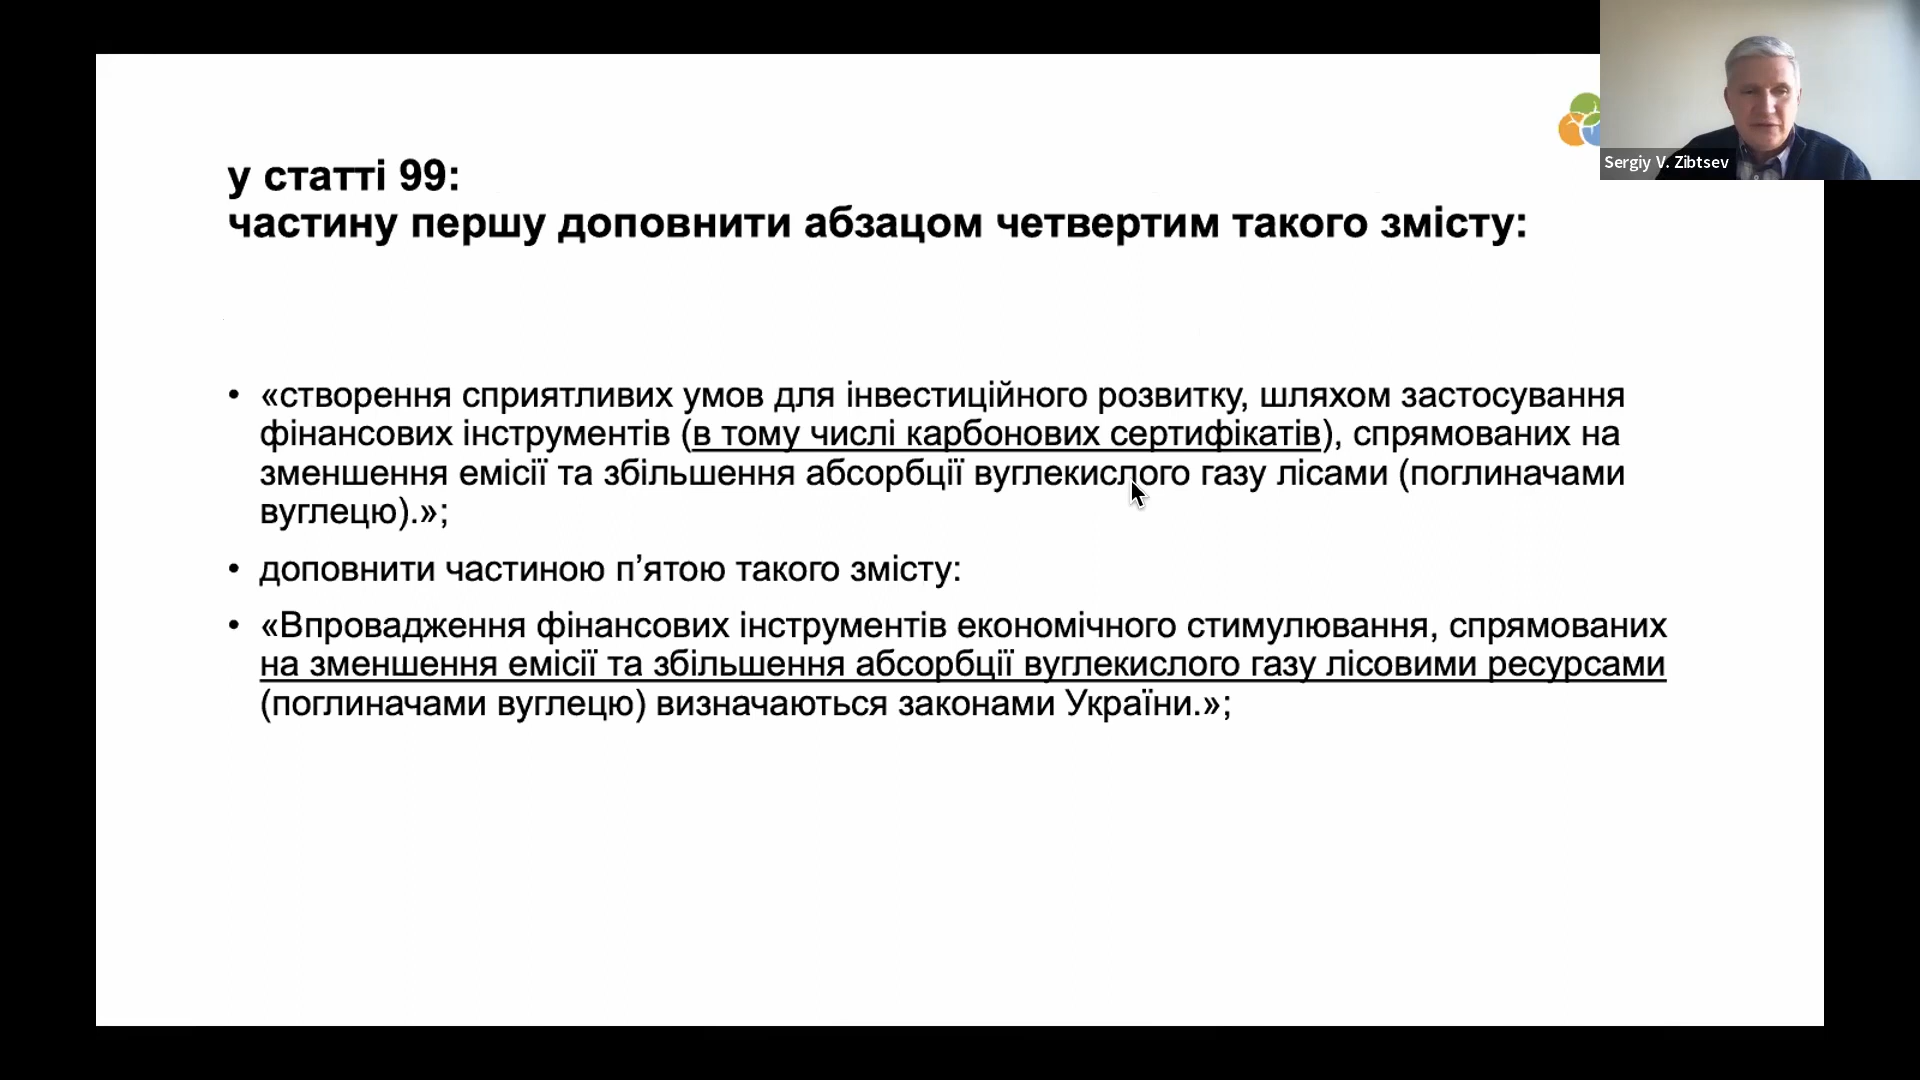 Sergiy V. Zibtsev
у статті 99:
частину першу доповнити абзацом четвертим такого змісту:
• «створення сприятливих умов для інвестиційного розвитку, шляхом застосування
фінансових інструментів (в тому числі карбонових сертифікатів), спрямованих на
зменшення емісії та збільшення абсорбції вуглекислого газу лісами (поглиначами
вуглецю).»;
• доповнити частиною п’ятою такого змісту:
• «Впровадження фінансових інструментів економічного стимулювання, спрямованих
на зменшення емісії та збільшення абсорбції вуглекислого газу лісовими ресурсами
(поглиначами вуглецю) визначаються законами України.»;